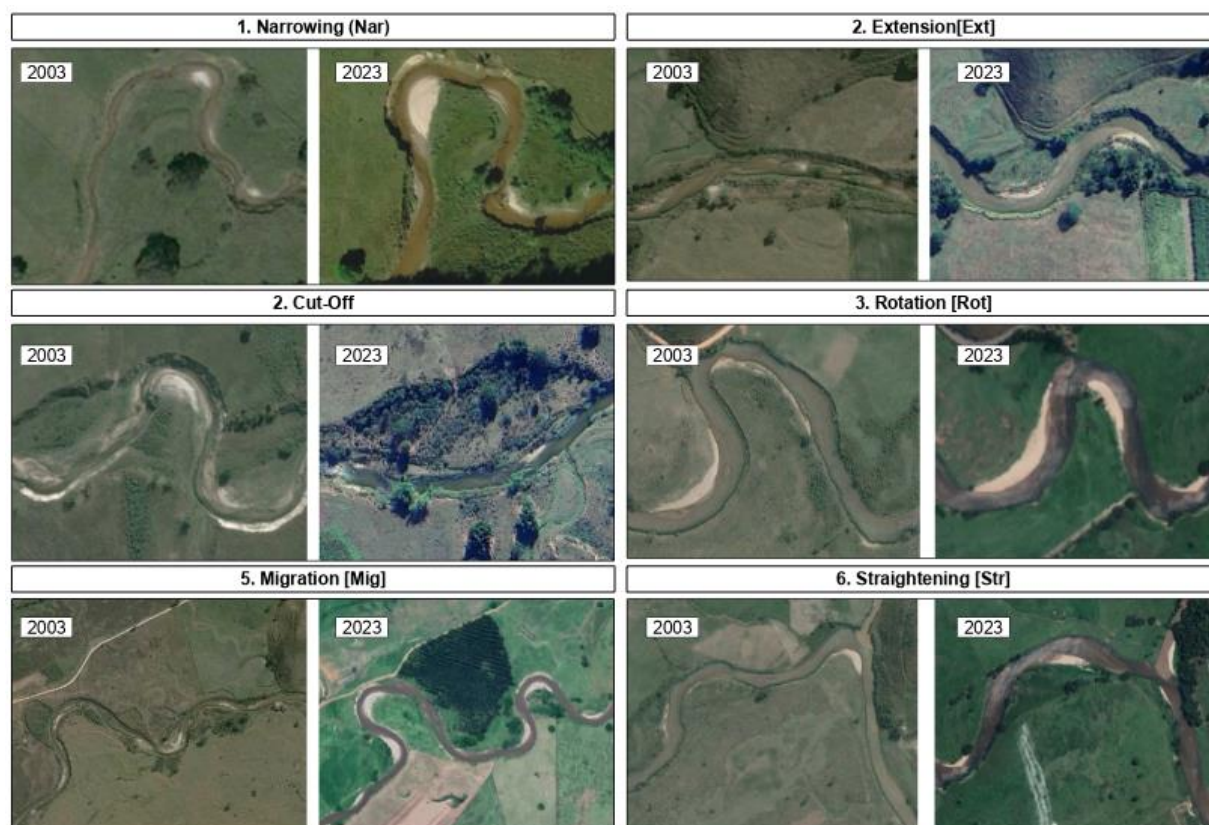 1. Narrowing (Nar)
2. Extension[Ext]
2003
2023
2003
2023
2. Cut-Off
3. Rotation [Rot]
2003
2023
2003
2023
5. Migration [Mig]
6. Straightening [Str]
2003
2023
2003
2023